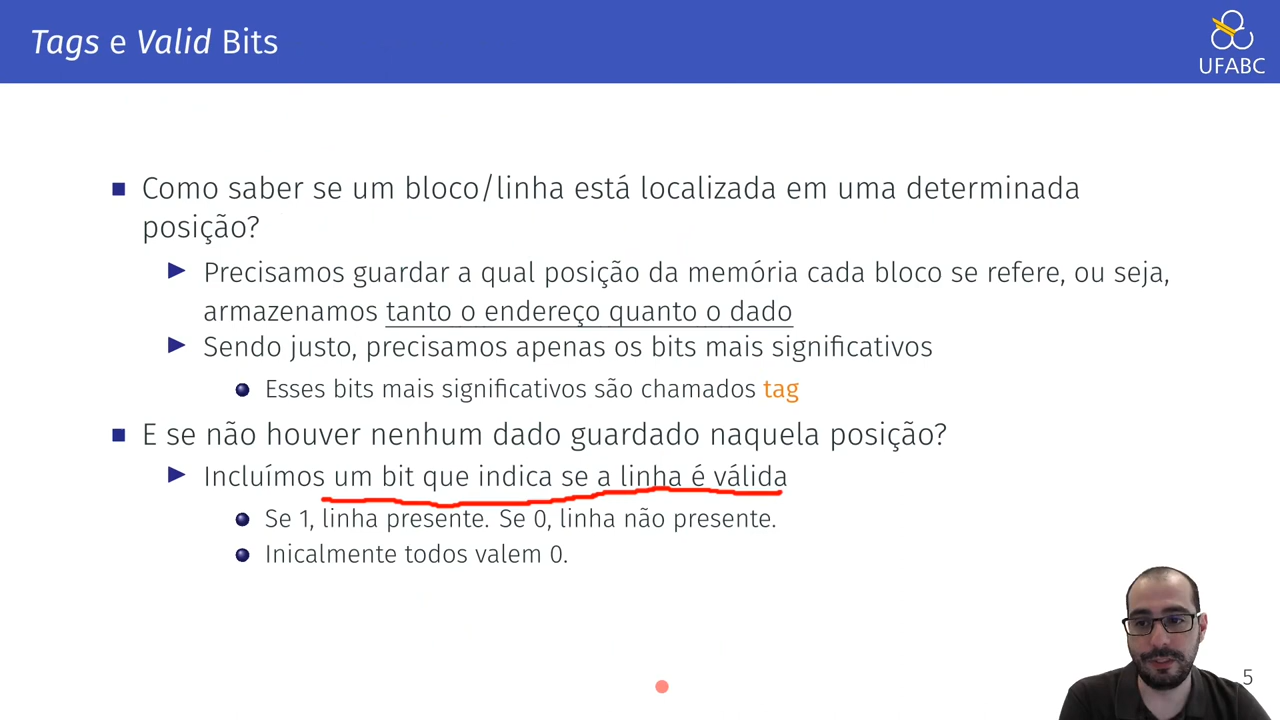 Tags e Valid Bits
UFABC
Como saber se um bloco/linha está localizada em uma determinada
posição?
Precisamos guardar a qual posição da memória cada bloco se refere, ou seja,
armazenamos tanto o endereço quanto o dado
Sendo justo, precisamos apenas os bits mais significativos
Esses bits mais significativos são chamados tag
E se não houver nenhum dado guardado naquela posição?
Incluímos um bit que indica se a linha é válida
Se 1, linha presente. Se 0, linha não presente.
Inicalmente todos valem 0.
5